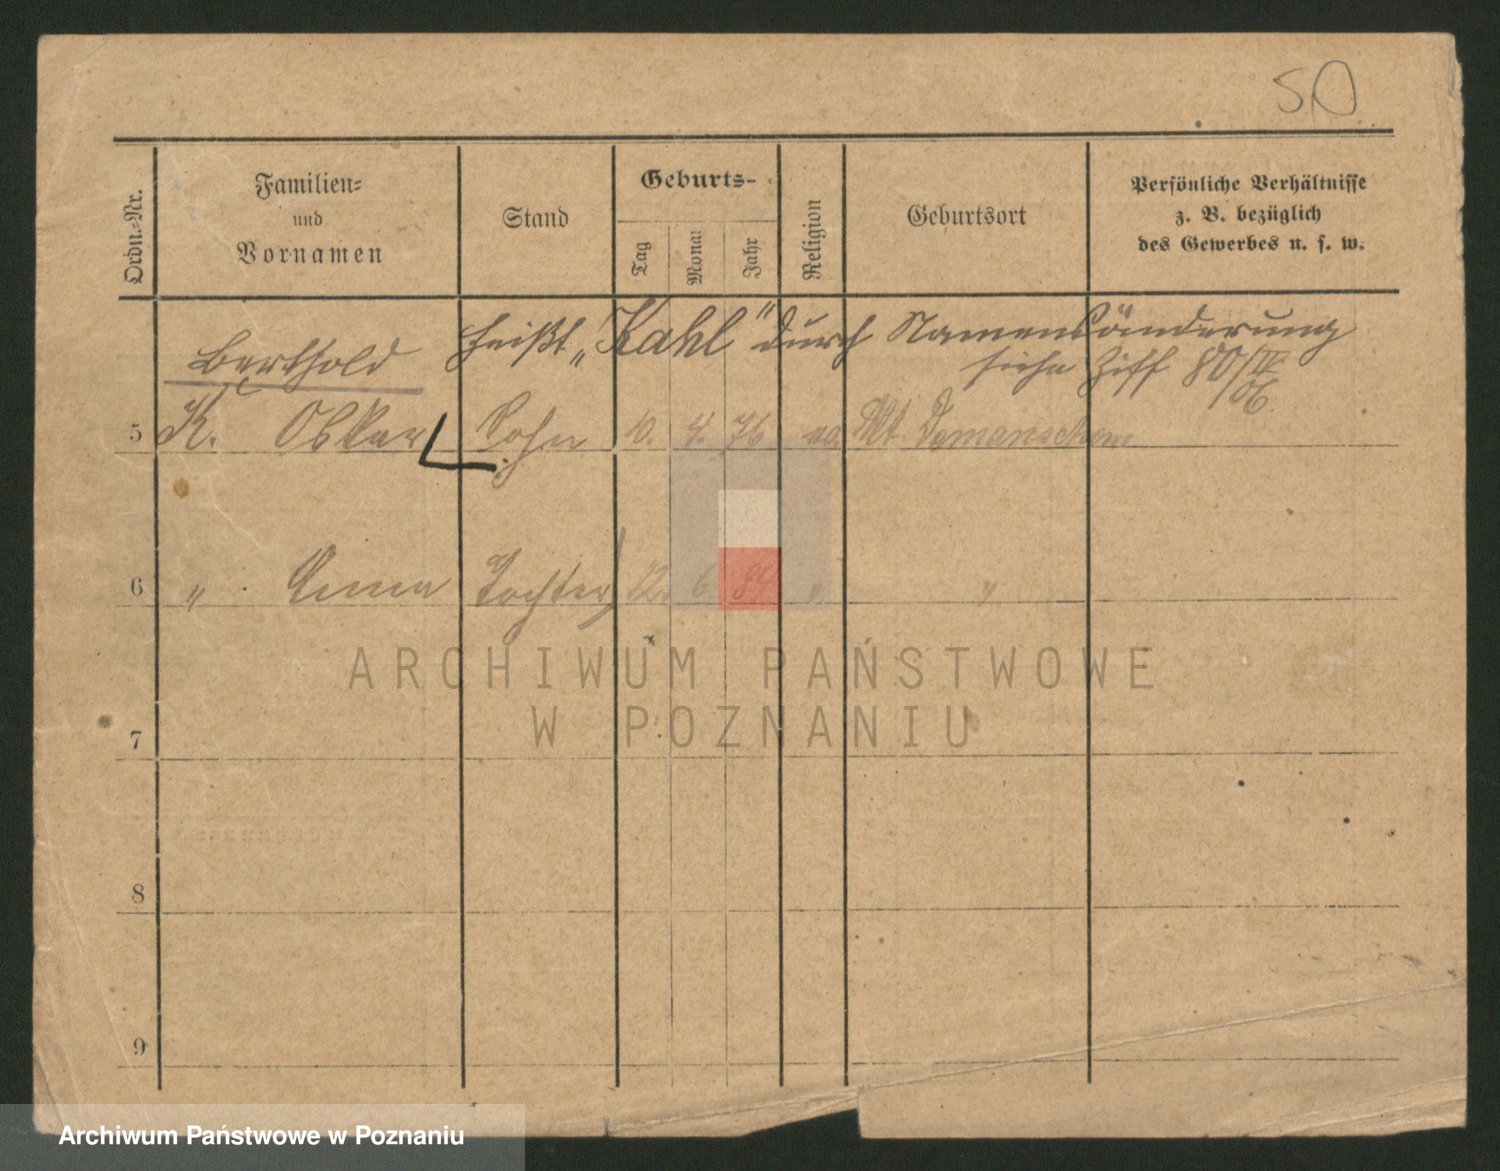 50
Ordn.-Nr.
Familien-
und
Vornamen
Stand
Geburts-
Tag
Monat
Jahr
Religion
Geburtsort
Persönliche Verhältnisse
z. B. bezüglich
des Gewerbes u. s. w.
heißt „Kahl" durch Namensänderung
siehe Ziff 80/IV 06.
Berthold
5 K. Oskar Sohn 10. 4. 76
6 " Anna Tochter 12. 6. " "
7
8
9
ARCHIWUM PAŃSTWOWE
W POZNANIU
Archiwum Państwowe w Poznaniu